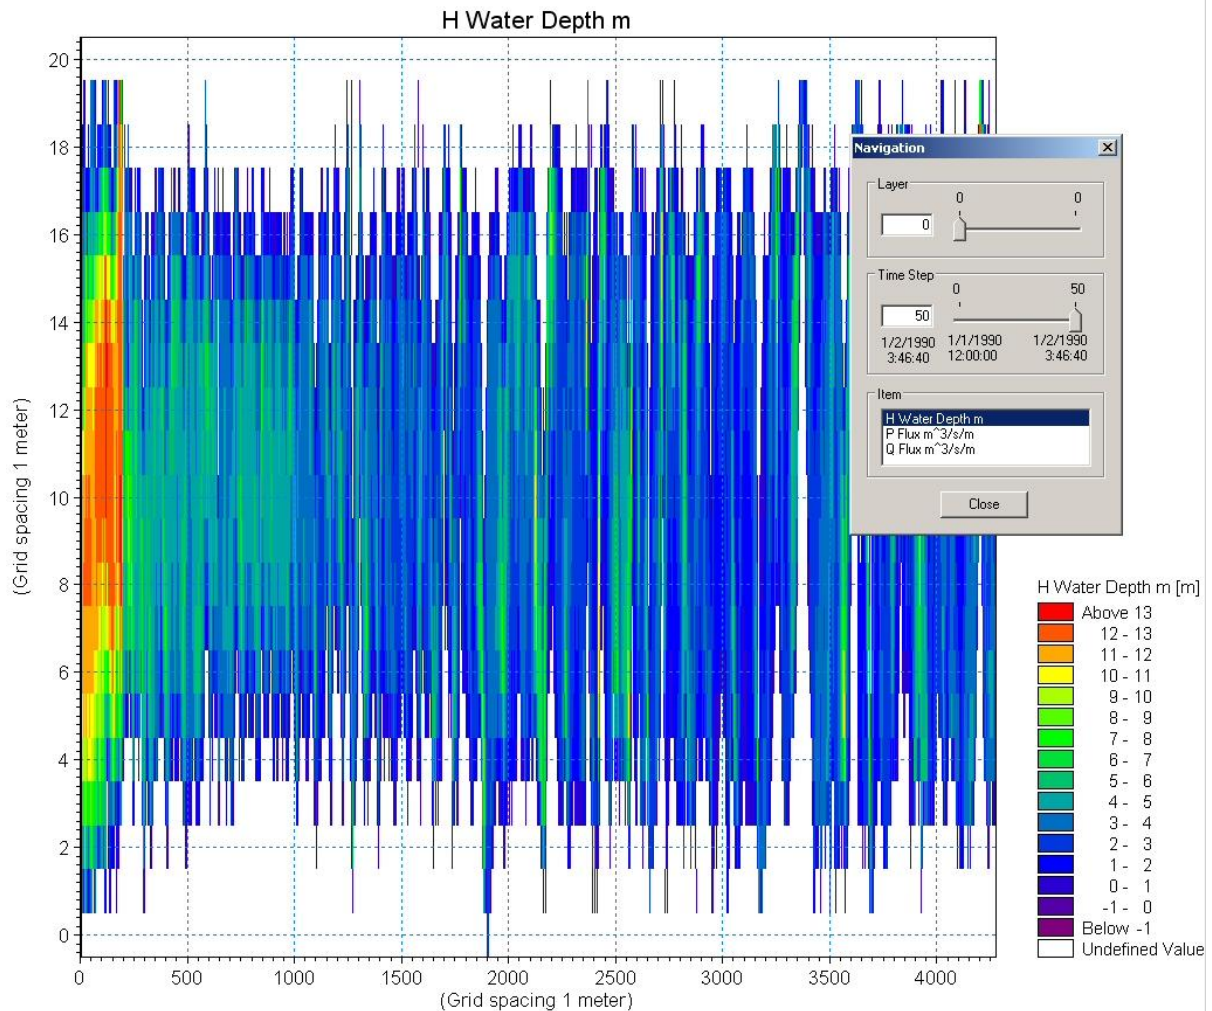 H Water Depth m
20
18
16
14
12
10
8
6
4
2
0
(Grid spacing 1 meter)
0 500 1000 1500 2000 2500 3000 3500 4000
(Grid spacing 1 meter)
Navigation
Layer
0 0
0
Time Step
0 50
50
1/2/1990 1/1/1990 1/2/1990
3:46:40 12:00:00 3:46:40
Item
H Water Depth m
P Flux m^3/s/m
Q Flux m^3/s/m
Close
H Water Depth m [m]
Above 13
12 - 13
11 - 12
10 - 11
9 - 10
8 - 9
7 - 8
6 - 7
5 - 6
4 - 5
3 - 4
2 - 3
1 - 2
0 - 1
-1 - 0
Below -1
Undefined Value